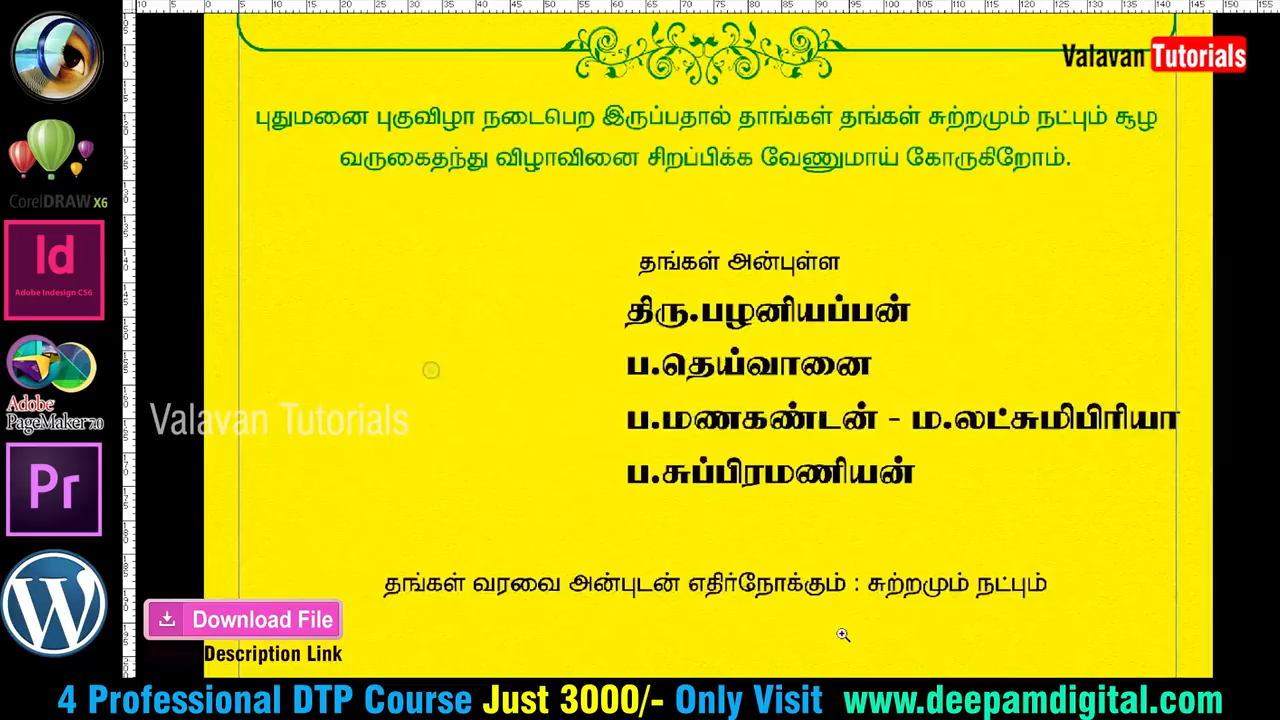 Valavan Tutorials
புதுமனை புகுவிழா நடைபெற இருப்பதால் தாங்கள் தங்கள் சுற்றமும் நட்பும் சூழ
வருகைதந்து விழாவினை சிறப்பிக்க வேணுமாய் கோருகிறோம்.
CorelDRAW X6
Id
Adobe Indesign CS6
தங்கள் அன்புள்ள
திரு.பழனியப்பன்
ப.தெய்வானை
Adobe
PageMaker7.0
Valavan Tutorials
ப.மணகண்டன் - ம.லட்சுமிபிரியா
ப.சுப்பிரமணியன்
Pr
தங்கள் வரவை அன்புடன் எதிர்நோக்கும் : சுற்றமும் நட்பும்
W
Download File
Description Link
4 Professional DTP Course Just 3000/- Only Visit www.deepamdigital.com